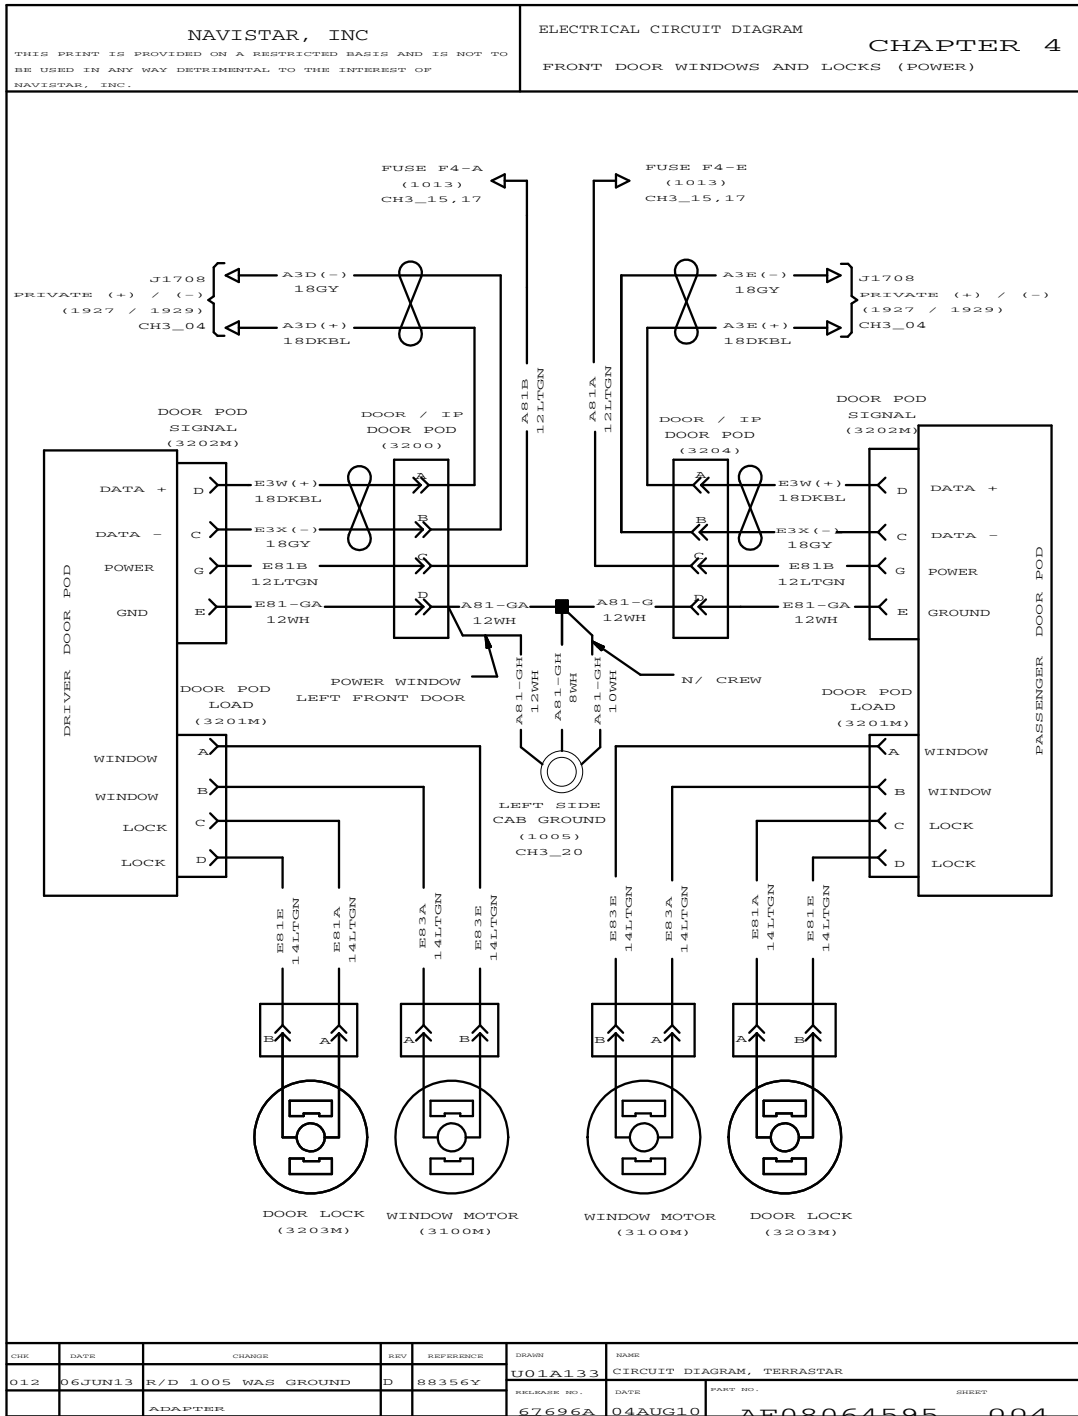 NAVISTAR, INC
THIS PRINT IS PROVIDED ON A RESTRICTED BASIS AND IS NOT TO
BE USED IN ANY WAY DETRIMENTAL TO THE INTEREST OF
NAVISTAR, INC.
ELECTRICAL CIRCUIT DIAGRAM
CHAPTER 4
FRONT DOOR WINDOWS AND LOCKS (POWER)
FUSE F4-A
(1013)
CH3_15,17
FUSE F4-E
(1013)
CH3_15,17
J1708
PRIVATE (+) / (-)
(1927 / 1929)
CH3_04
A3D(-)
18GY
A3D(+)
18DKBL
A3E(-)
18GY
A3E(+)
18DKBL
J1708
PRIVATE (+) / (-)
(1927 / 1929)
CH3_04
A81B
12LTGN
A81A
12LTGN
DOOR POD
SIGNAL
(3202M)
DOOR / IP
DOOR POD
(3200)
DOOR / IP
DOOR POD
(3204)
DOOR POD
SIGNAL
(3202M)
DRIVER DOOR POD
DATA +
D
E3W(+)
18DKBL
A
DATA -
C
E3X(-)
18GY
B
POWER
G
E81B
12LTGN
C
GND
E
E81-GA
12WH
D
A81-GA
12WH
A81-G
12WH
A
E3W(+)
18DKBL
D
DATA +
B
E3X(-)
18GY
C
DATA -
C
E81B
12LTGN
G
POWER
D
E81-GA
12WH
E
GROUND
PASSENGER DOOR POD
POWER WINDOW
LEFT FRONT DOOR
A81-GH
12WH
A81-GH
8WH
A81-GH
10WH
N/ CREW
DOOR POD
LOAD
(3201M)
DOOR POD
LOAD
(3201M)
WINDOW
A
WINDOW
B
LOCK
C
LOCK
D
LEFT SIDE
CAB GROUND
(1005)
CH3_20
A
WINDOW
B
WINDOW
C
LOCK
D
LOCK
E81E
14LTGN
E81A
14LTGN
E83A
14LTGN
E83E
14LTGN
E83E
14LTGN
E83A
14LTGN
E81A
14LTGN
E81E
14LTGN
B
A
A
B
B
A
A
B
DOOR LOCK
(3203M)
WINDOW MOTOR
(3100M)
WINDOW MOTOR
(3100M)
DOOR LOCK
(3203M)
CHK DATE CHANGE REV REFERENCE
012 06JUN13 R/D 1005 WAS GROUND D 88356Y
ADAPTER
DRAWN
U01A133
NAME
CIRCUIT DIAGRAM, TERRASTAR
RELEASE NO.
67696A
DATE
04AUG10
PART NO.
AF08064595
SHEET
004